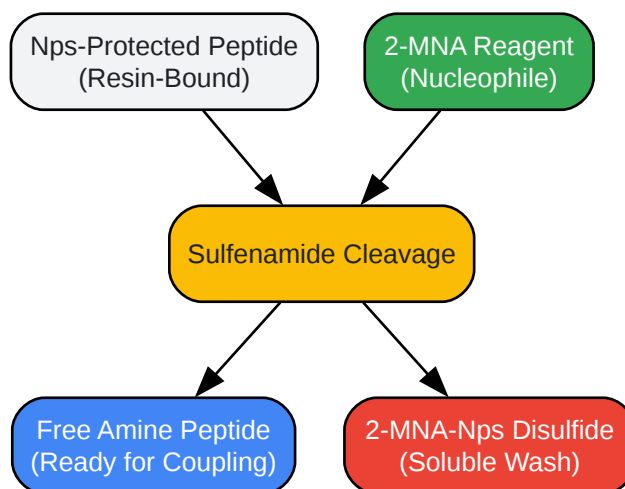 Nps-Protected Peptide
(Resin-Bound)
2-MNA Reagent
(Nucleophile)
Sulfenamide Cleavage
Free Amine Peptide
(Ready for Coupling)
2-MNA-Nps Disulfide
(Soluble Wash)